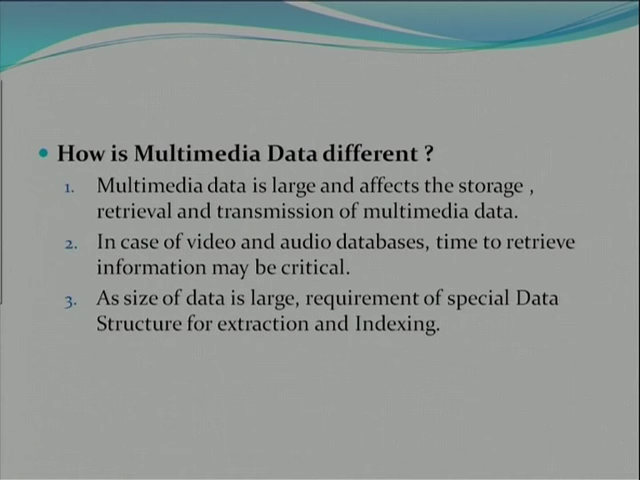 • How is Multimedia Data different ?
1. Multimedia data is large and affects the storage ,
retrieval and transmission of multimedia data.
2. In case of video and audio databases, time to retrieve
information may be critical.
3. As size of data is large, requirement of special Data
Structure for extraction and Indexing.